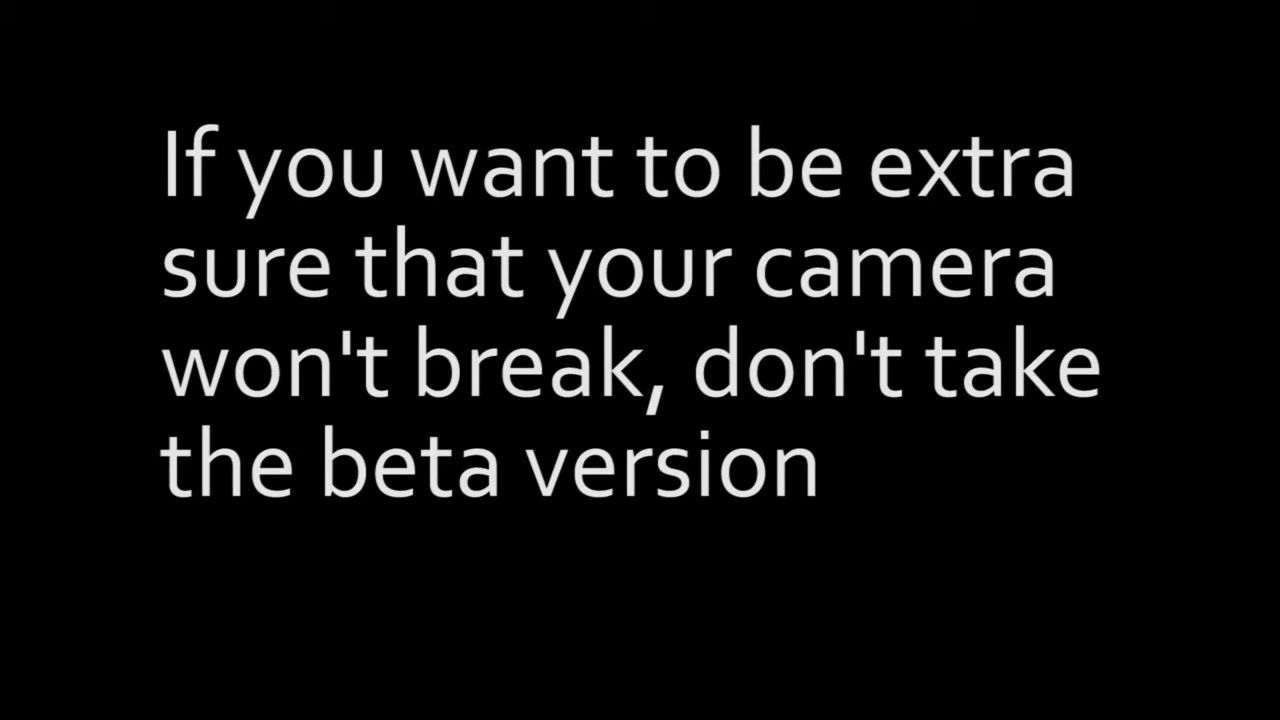 If you want to be extra
sure that your camera
won't break, don't take
the beta version